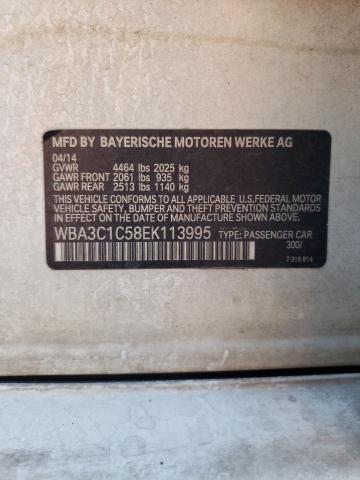 MFD BY BAYERISCHE MOTOREN WERKE AG
04/14
GVWR 4464 lbs 2025 kg
GAWR FRONT 2061 lbs 935 kg
GAWR REAR 2513 lbs 1140 kg
THIS VEHICLE CONFORMS TO ALL APPLICABLE U.S.FEDERAL MOTOR
VEHICLE SAFETY, BUMPER AND THEFT PREVENTION STANDARDS IN
EFFECT ON THE DATE OF MANUFACTURE SHOWN ABOVE.
WBA3C1C58EK113995 TYPE: PASSENGER CAR
300/
7 315 814